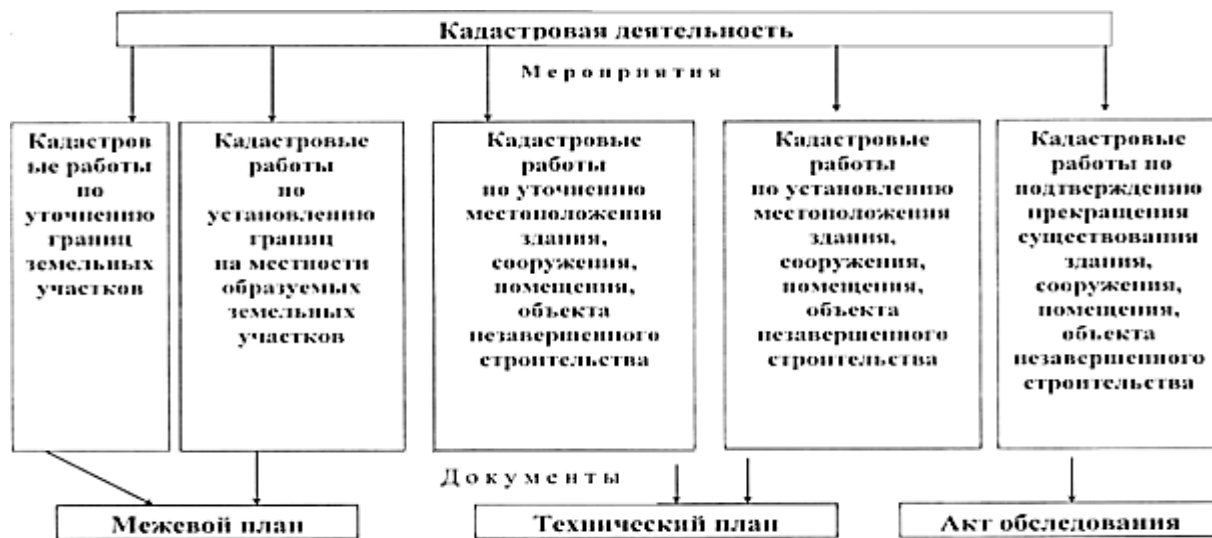 Кадастровая деятельность
Мероприятия
Кадастров
ые работы
по
уточнению
границ
земельных
участков
Кадастровые
работы
по
установлению
границ
на местности
образуемых
земельных
участков
Кадастровые
работы
по уточнению
местоположения
здания,
сооружения,
помещения,
объекта
незавершенного
строительства
Кадастровые
работы
по установлению
местоположения
здания,
сооружения,
помещения,
объекта
незавершенного
строительства
Кадастровые
работы по
подтверждению
прекращения
существования
здания,
сооружения,
помещения,
объекта
незавершенного
строительства
Документы
Межевой план
Технический план
Акт обследования